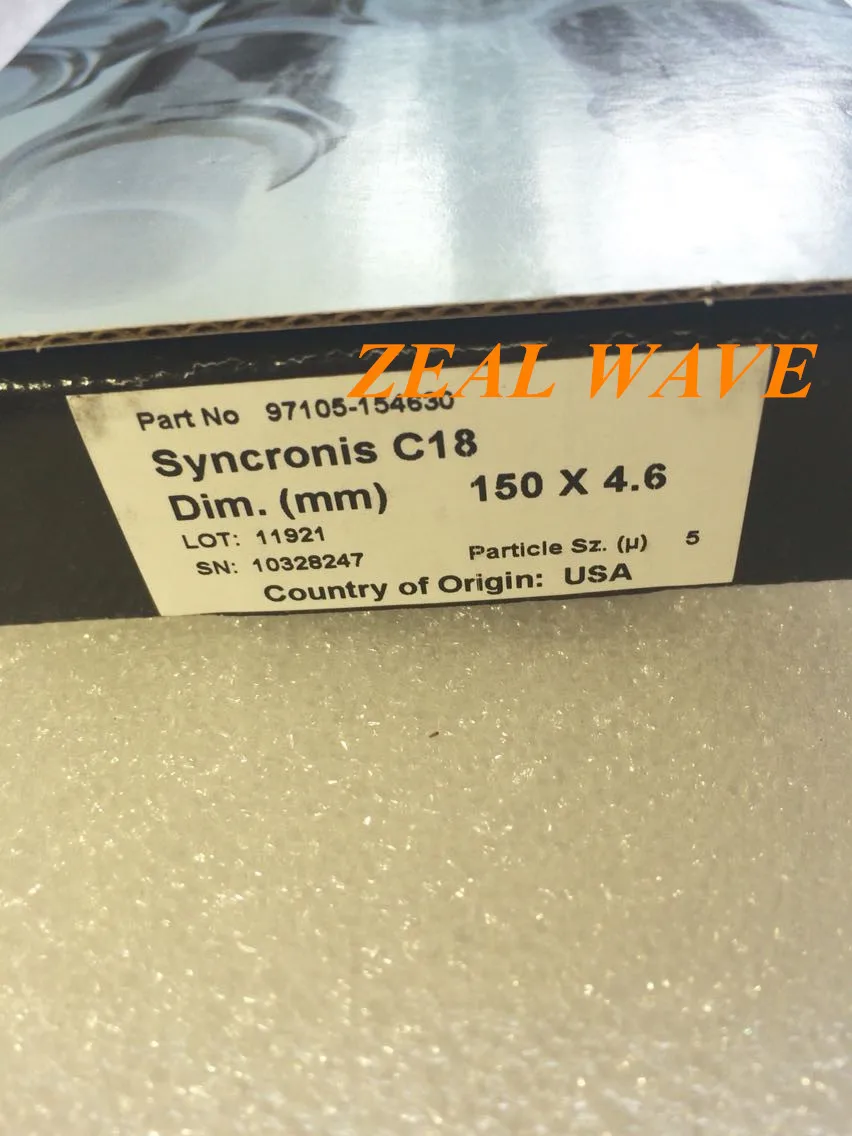 ZEAL WAVE
Part No 97105-154630
Syncronis C18
Dim. (mm) 150 X 4.6
LOT: 11921
SN: 10328247 Particle Sz. (µ) 5
Country of Origin: USA